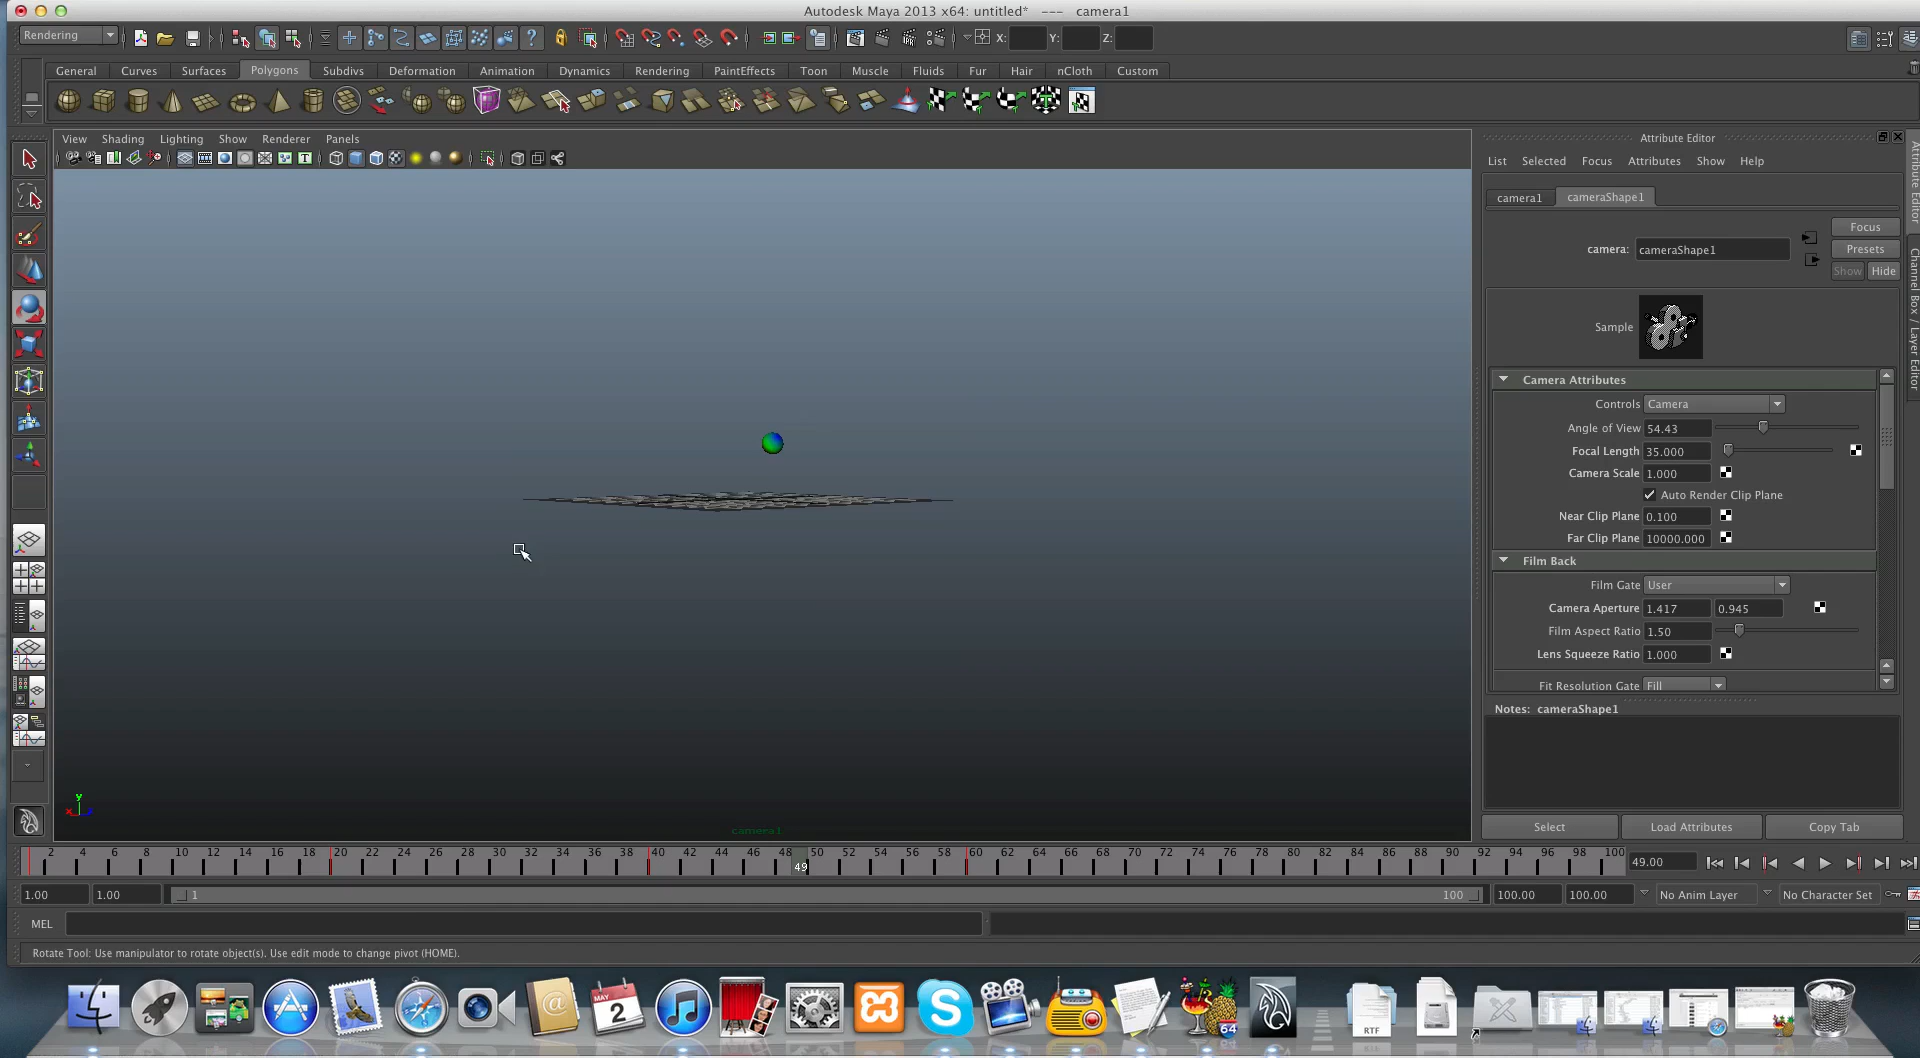 Autodesk Maya 2013 x64: untitled*  ---  camera1
Rendering X: Y: Z:
General Curves Surfaces Polygons Subdivs Deformation Animation Dynamics Rendering PaintEffects Toon Muscle Fluids Fur Hair nCloth Custom
View Shading Lighting Show Renderer Panels
Attribute Editor
List Selected Focus Attributes Show Help
camera1 cameraShape1
Focus
camera: cameraShape1
Presets
Show Hide
Sample
Camera Attributes
Controls Camera
Angle of View 54.43
Focal Length 35.000
Camera Scale 1.000
Auto Render Clip Plane
Near Clip Plane 0.100
Far Clip Plane 10000.000
Film Back
Film Gate User
Camera Aperture 1.417 0.945
Film Aspect Ratio 1.50
Lens Squeeze Ratio 1.000
Fit Resolution Gate Fill
Notes: cameraShape1
Select Load Attributes Copy Tab
Attribute Editor
Channel Box / Layer Editor
y
x
camera1
2 4 6 8 10 12 14 16 18 20 22 24 26 28 30 32 34 36 38 40 42 44 46 48 49 50 52 54 56 58 60 62 64 66 68 70 72 74 76 78 80 82 84 86 88 90 92 94 96 98 100 49.00
1.00 1.00 1 100 100.00 100.00 No Anim Layer No Character Set
MEL
Rotate Tool: Use manipulator to rotate object(s). Use edit mode to change pivot (HOME).
MAY
2
64
RTF